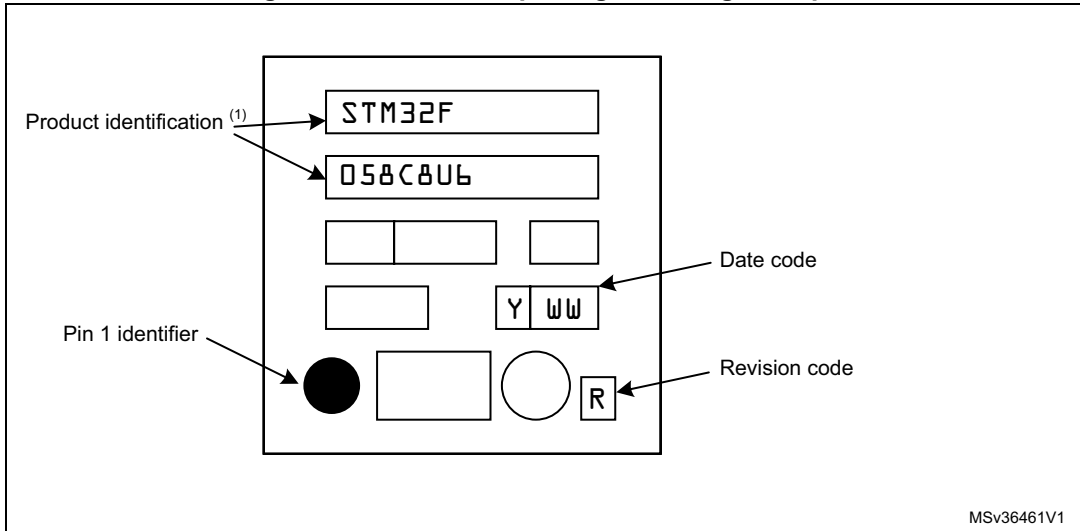 STM32F
Product identification (1)
058C8U6
Date code
Y WW
Pin 1 identifier
Revision code
R
MSv36461V1